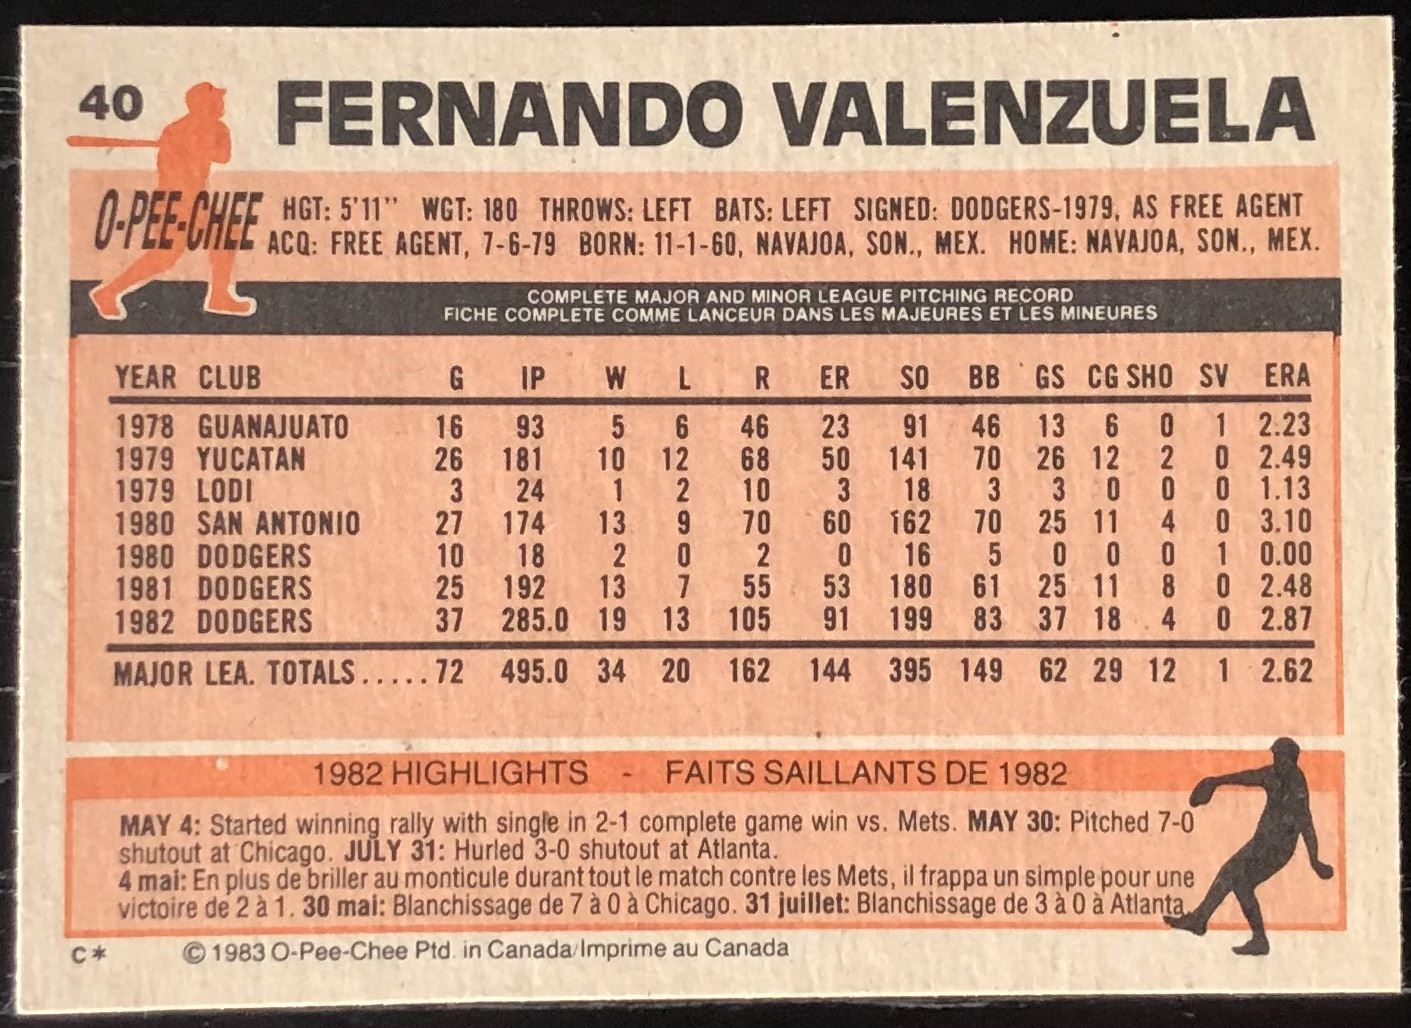 40 FERNANDO VALENZUELA
O-PEE-CHEE
HGT: 5'11" WGT: 180 THROWS: LEFT BATS: LEFT SIGNED: DODGERS-1979, AS FREE AGENT
ACQ: FREE AGENT, 7-6-79 BORN: 11-1-60, NAVAJOA, SON., MEX. HOME: NAVAJOA, SON., MEX.
COMPLETE MAJOR AND MINOR LEAGUE PITCHING RECORD
FICHE COMPLETE COMME LANCEUR DANS LES MAJEURES ET LES MINEURES
YEAR CLUB G IP W L R ER SO BB GS CG SHO SV ERA
1978 GUANAJUATO 16 93 5 6 46 23 91 46 13 6 0 1 2.23
1979 YUCATAN 26 181 10 12 68 50 141 70 26 12 2 0 2.49
1979 LODI 3 24 1 2 10 3 18 3 3 0 0 0 1.13
1980 SAN ANTONIO 27 174 13 9 70 60 162 70 25 11 4 0 3.10
1980 DODGERS 10 18 2 0 2 0 16 5 0 0 0 1 0.00
1981 DODGERS 25 192 13 7 55 53 180 61 25 11 8 0 2.48
1982 DODGERS 37 285.0 19 13 105 91 199 83 37 18 4 0 2.87
MAJOR LEA. TOTALS.....72 495.0 34 20 162 144 395 149 62 29 12 1 2.62
1982 HIGHLIGHTS - FAITS SAILLANTS DE 1982
MAY 4: Started winning rally with single in 2-1 complete game win vs. Mets. MAY 30: Pitched 7-0
shutout at Chicago. JULY 31: Hurled 3-0 shutout at Atlanta.
4 mai: En plus de briller au monticule durant tout le match contre les Mets, il frappa un simple pour une
victoire de 2 à 1. 30 mai: Blanchissage de 7 à 0 à Chicago. 31 juillet: Blanchissage de 3 à 0 à Atlanta.
C* © 1983 O-Pee-Chee Ptd. in Canada/Imprime au Canada